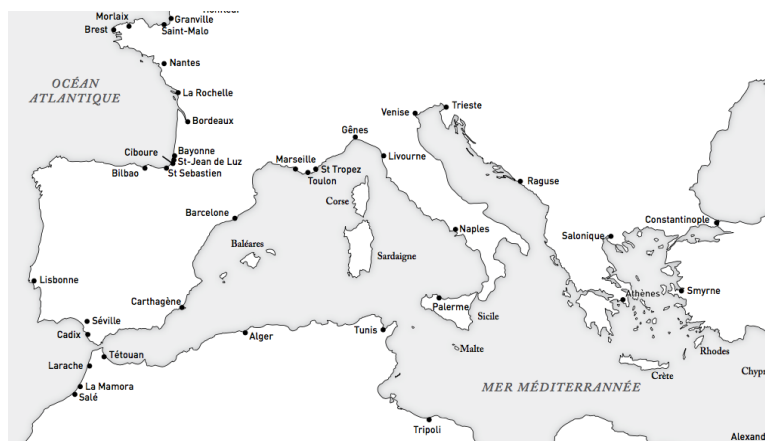 Morlaix
Granville
Brest
Saint-Malo
Nantes
OCÉAN
ATLANTIQUE
La Rochelle
Bordeaux
Ciboure
Bayonne
St-Jean de Luz
Bilbao
St Sebastien
Marseille
St Tropez
Toulon
Gênes
Livourne
Venise
Trieste
Raguse
Corse
Barcelone
Baléares
Sardaigne
Naples
Salonique
Constantinople
Lisbonne
Carthagène
Séville
Cadix
Tétouan
Larache
La Mamora
Salé
Alger
Tunis
Palerme
Sicile
Malte
Athènes
Smyrne
Rhodes
Crète
Chypr
MER MÉDITERRANNÉE
Tripoli
Alexand